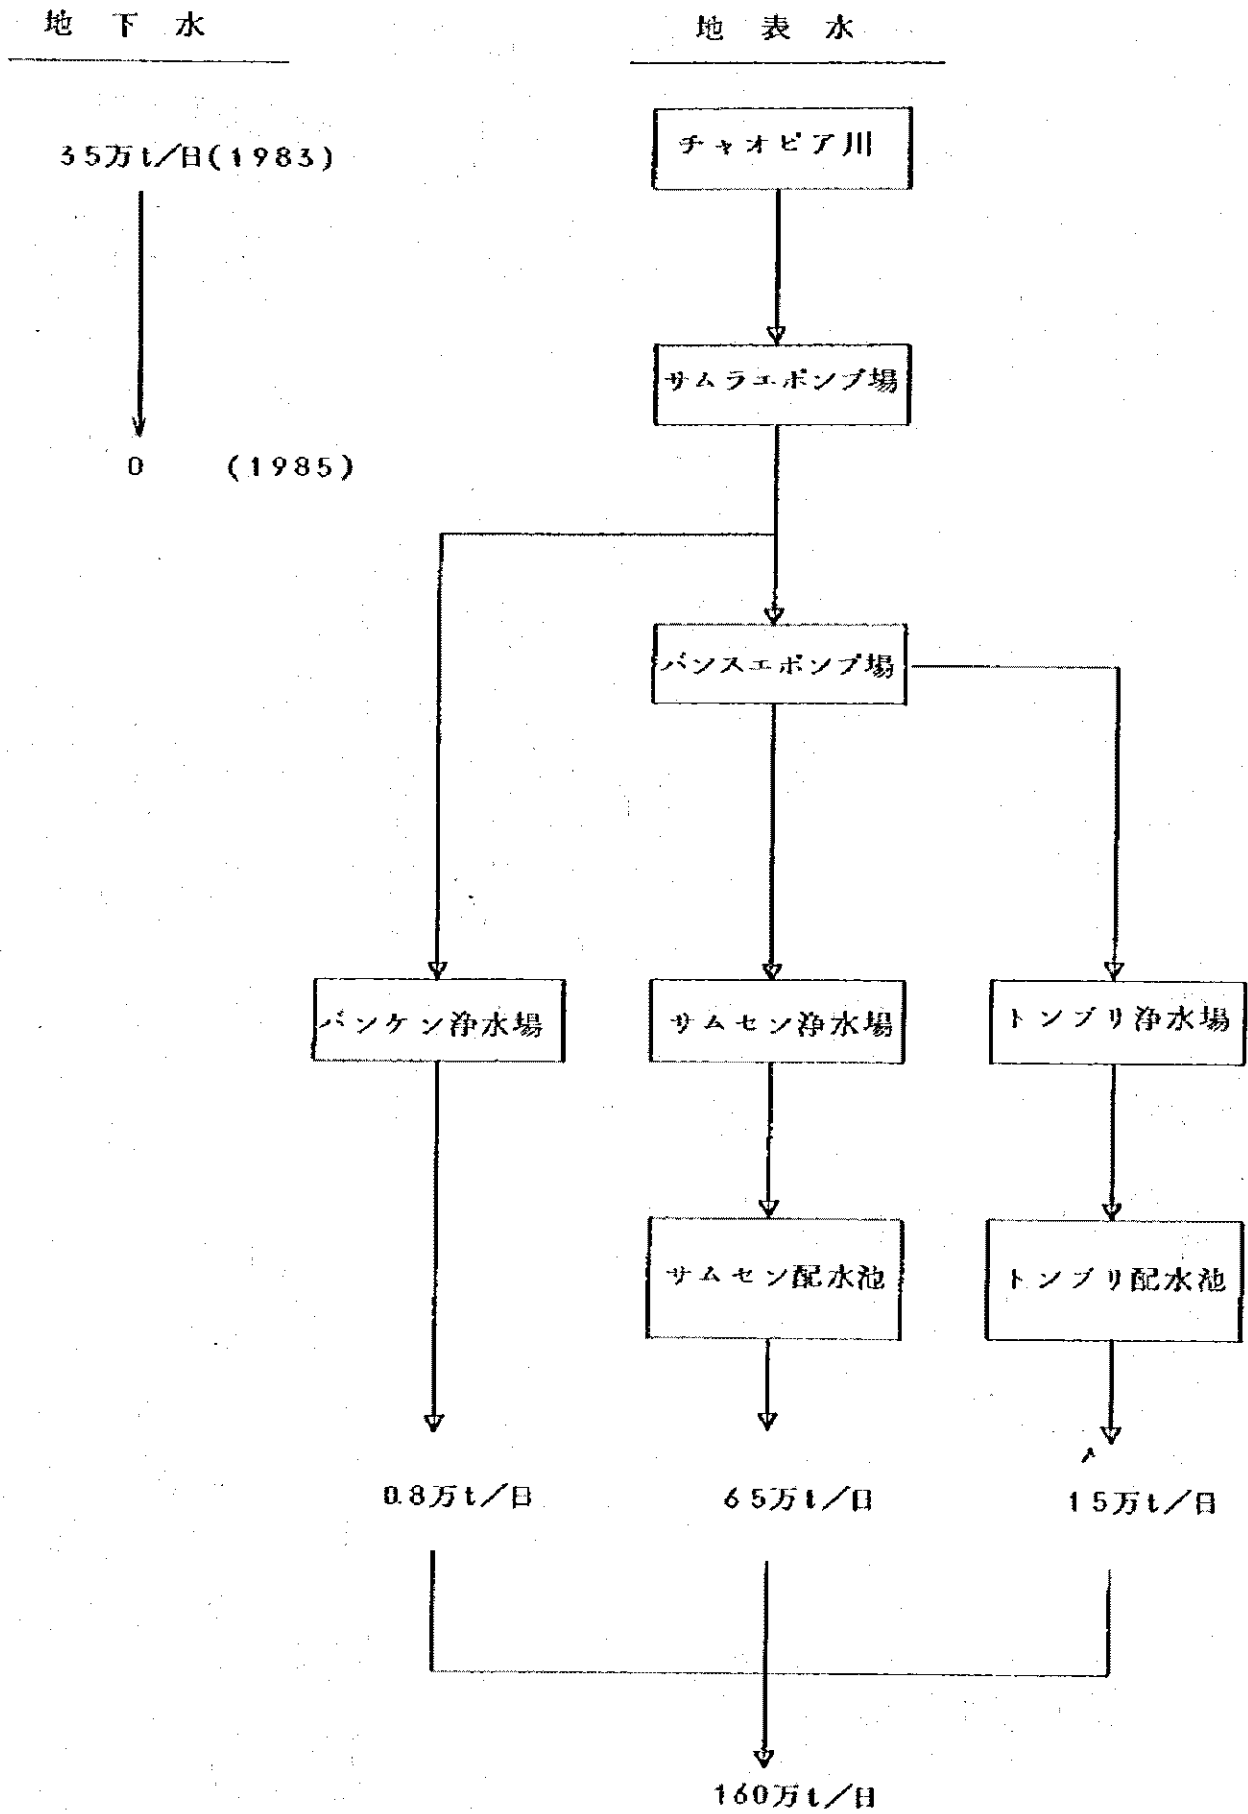 地下水
地表水
35万t/日(1983)
0 (1985)
チャオピア川
サムラエポンプ場
バンスエポンプ場
バンケン浄水場
サムセン浄水場
トンブリ浄水場
サムセン配水池
トンブリ配水池
0.8万t/日
65万t/日
15万t/日
160万t/日